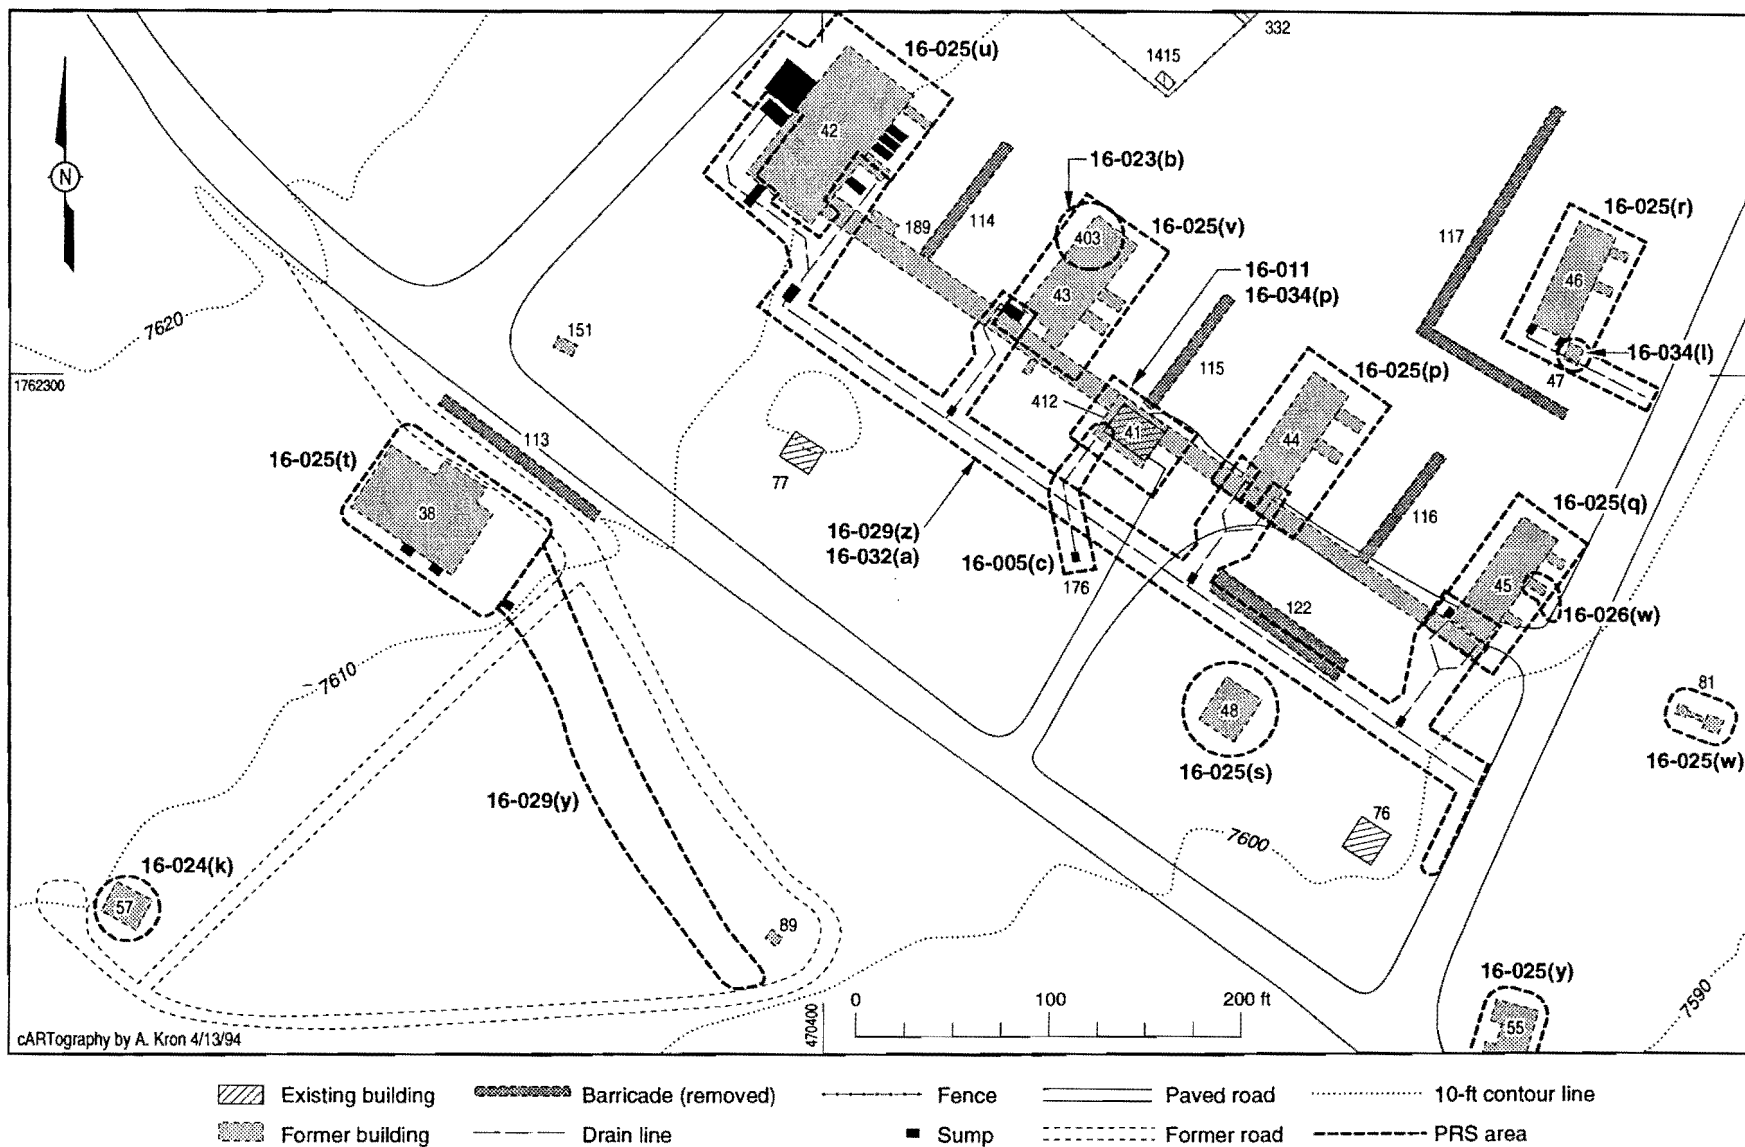 332
1415
16-025(u)
42
16-023(b)
189
114
403
16-025(v)
117
16-025(r)
N
16-011
16-034(p)
46
43
7620
151
115
16-034(l)
1762300
47
16-025(p)
412
41
113
44
16-025(t)
77
116
16-025(q)
38
16-029(z)
16-032(a)
16-005(c)
176
45
122
16-026(w)
7610
81
48
16-025(s)
16-025(w)
16-029(y)
76
7600
16-024(k)
57
89
16-025(y)
0 100 200 ft
7590
470400
55
cARTography by A. Kron 4/13/94
Existing building Barricade (removed) Fence Paved road 10-ft contour line
Former building Drain line Sump Former road PRS area